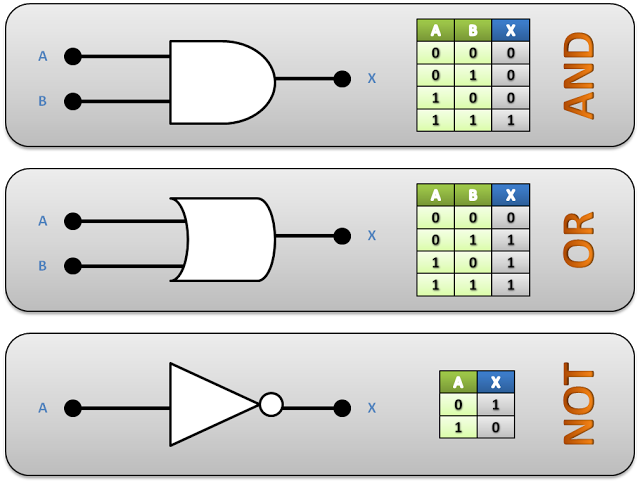 A
B
X
A B X
0 0 0
0 1 0
1 0 0
1 1 1
AND
A
B
X
A B X
0 0 0
0 1 1
1 0 1
1 1 1
OR
A
X
A X
0 1
1 0
NOT